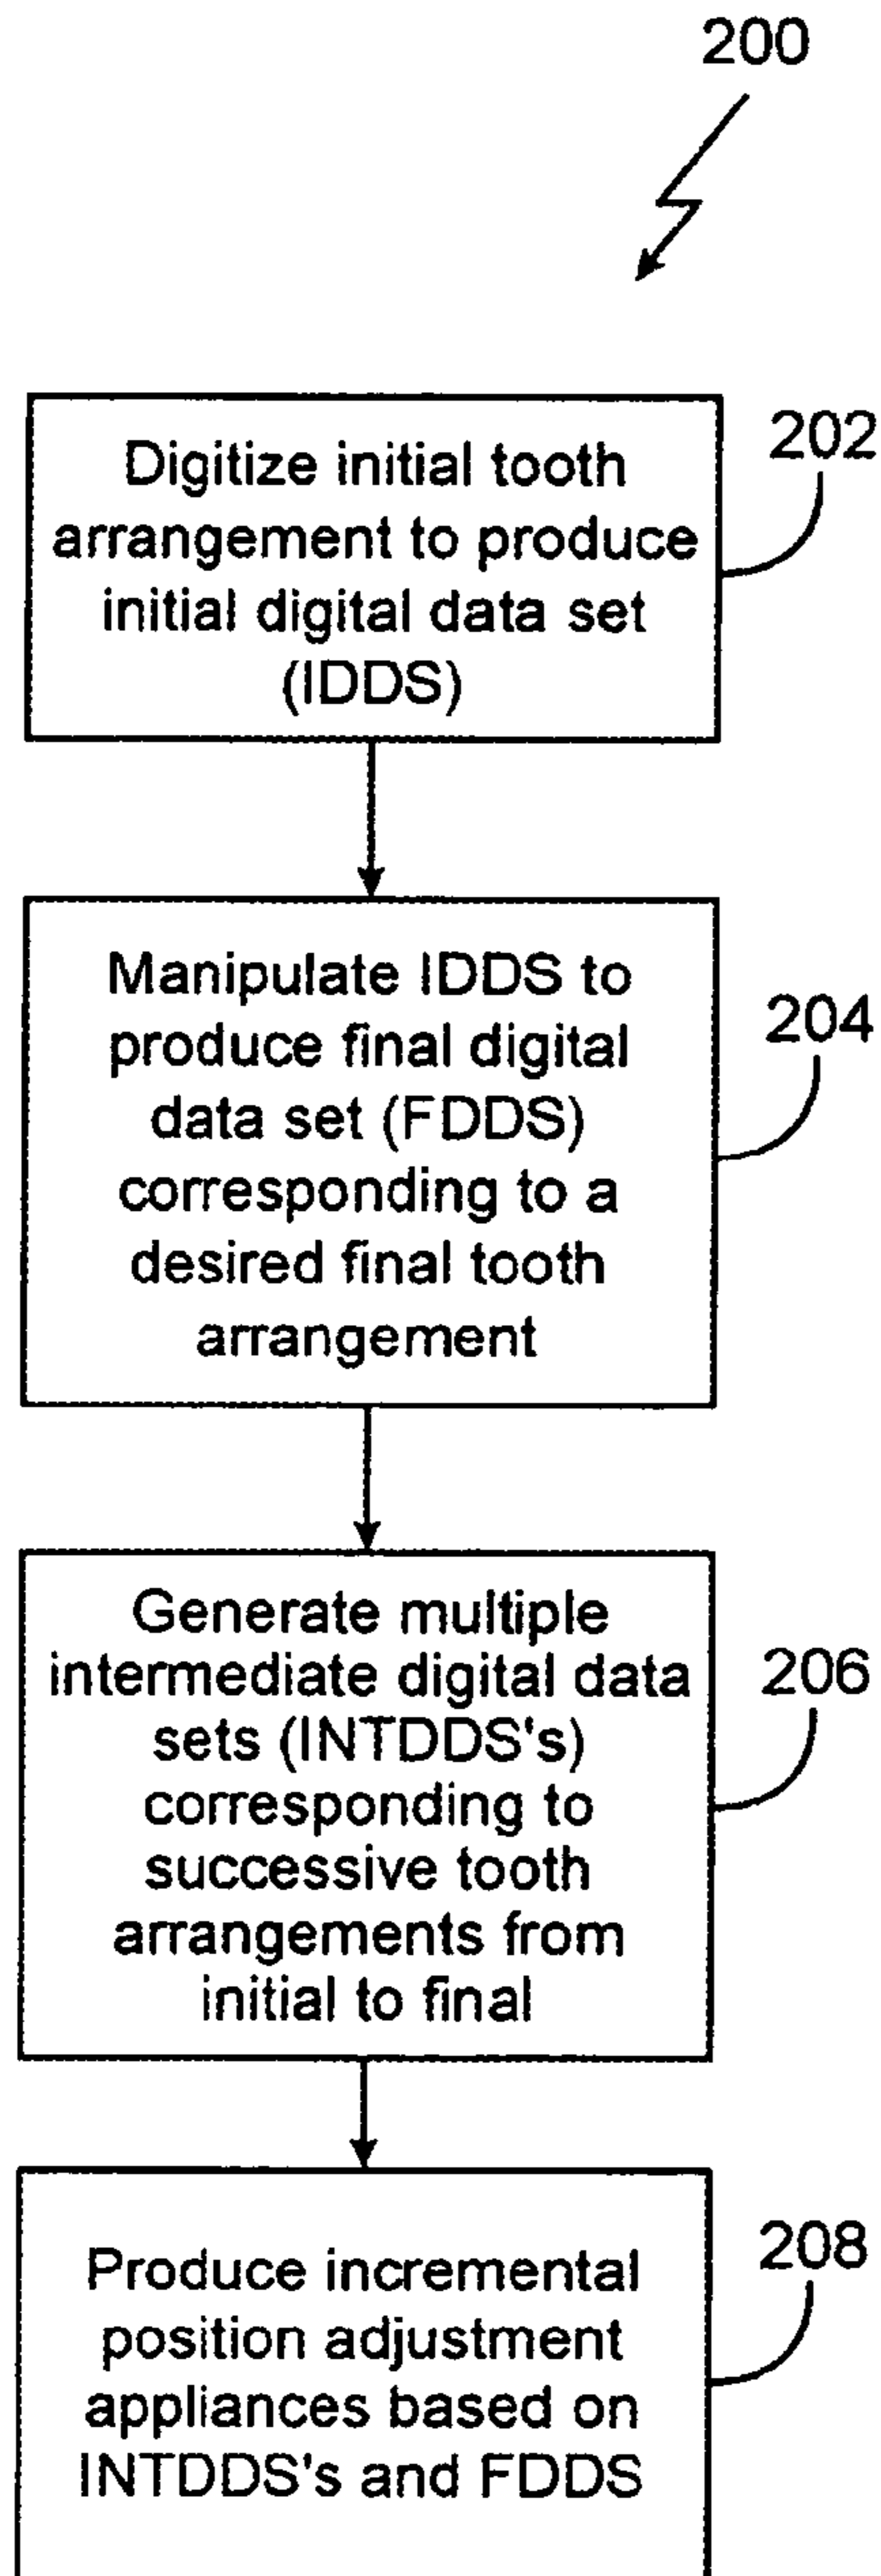 200
Digitize initial tooth
arrangement to produce
initial digital data set
(IDDS)
202
Manipulate IDDS to
produce final digital
data set (FDDS)
corresponding to a
desired final tooth
arrangement
204
Generate multiple
intermediate digital data
sets (INTDDS's)
corresponding to
successive tooth
arrangements from
initial to final
206
Produce incremental
position adjustment
appliances based on
INTDDS's and FDDS
208